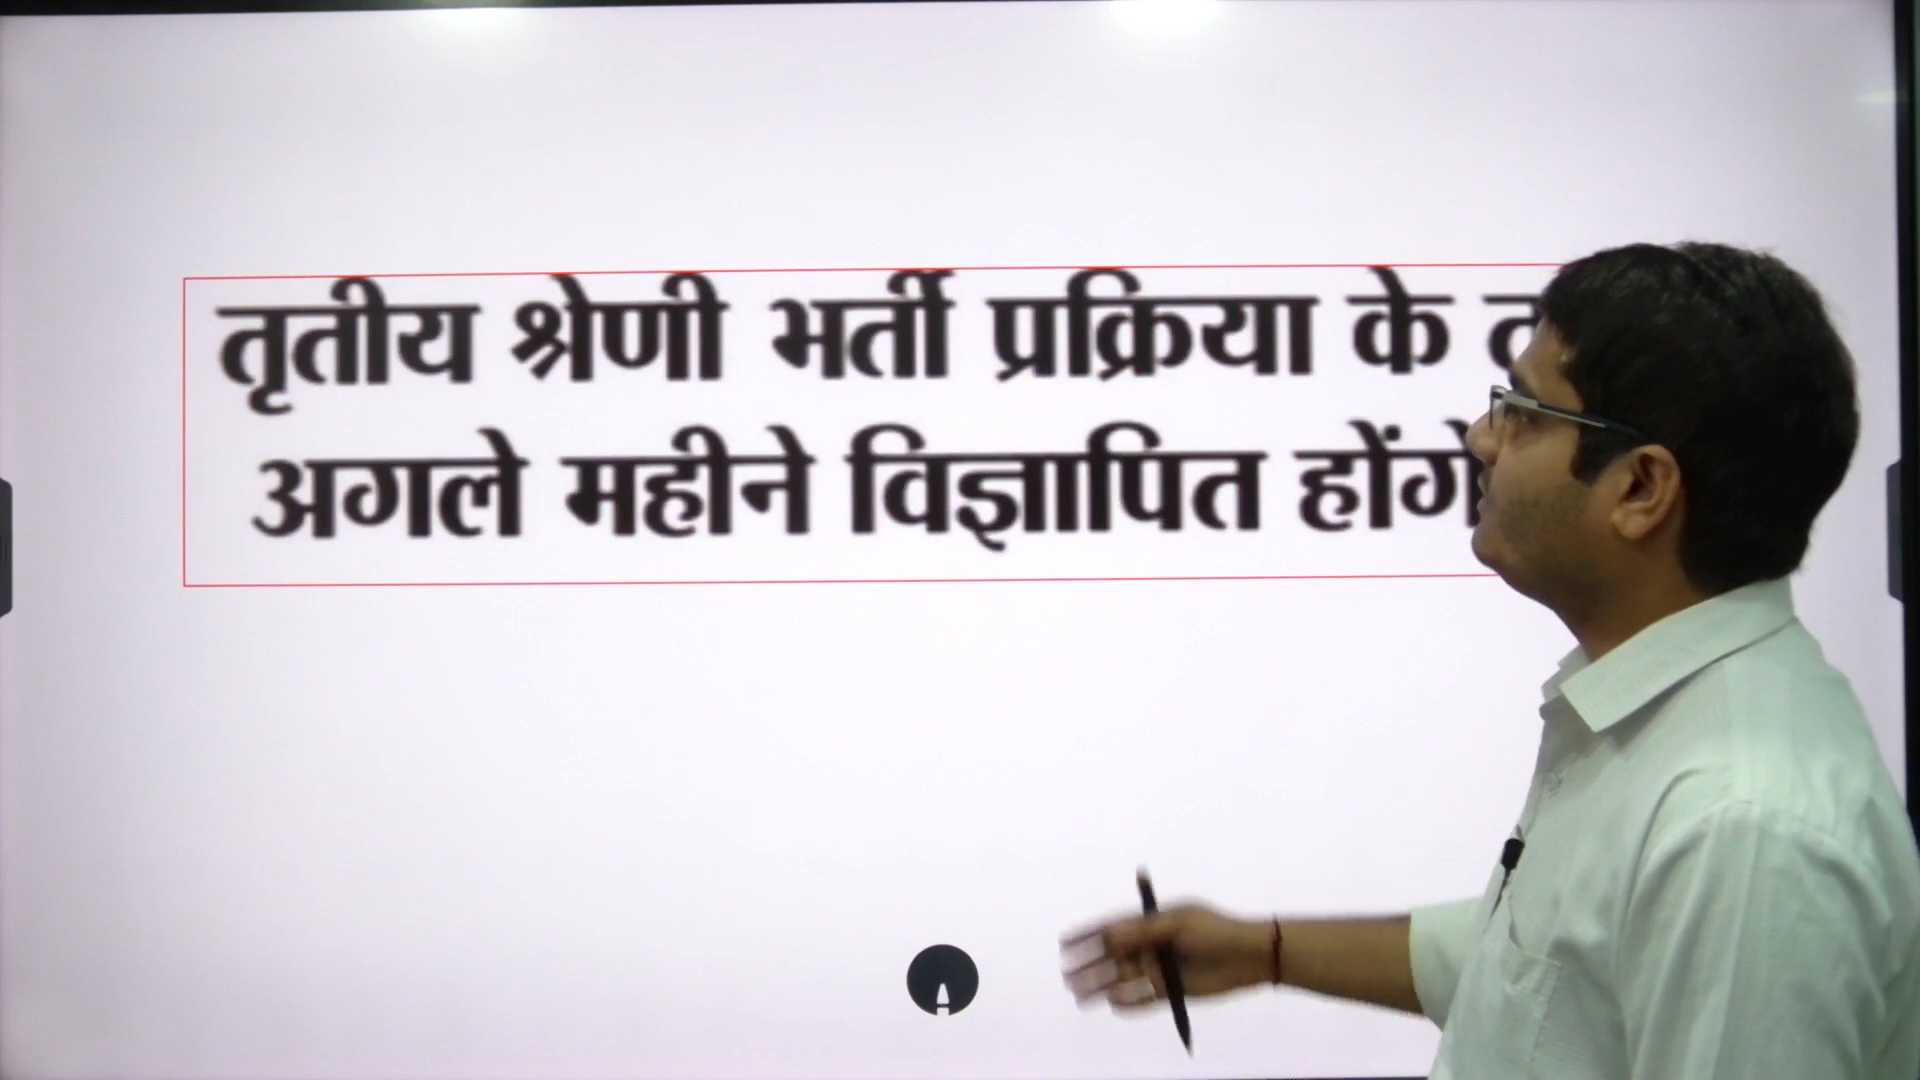 तृतीय श्रेणी भर्ती प्रक्रिया के
अगले महीने विज्ञापित होंगे